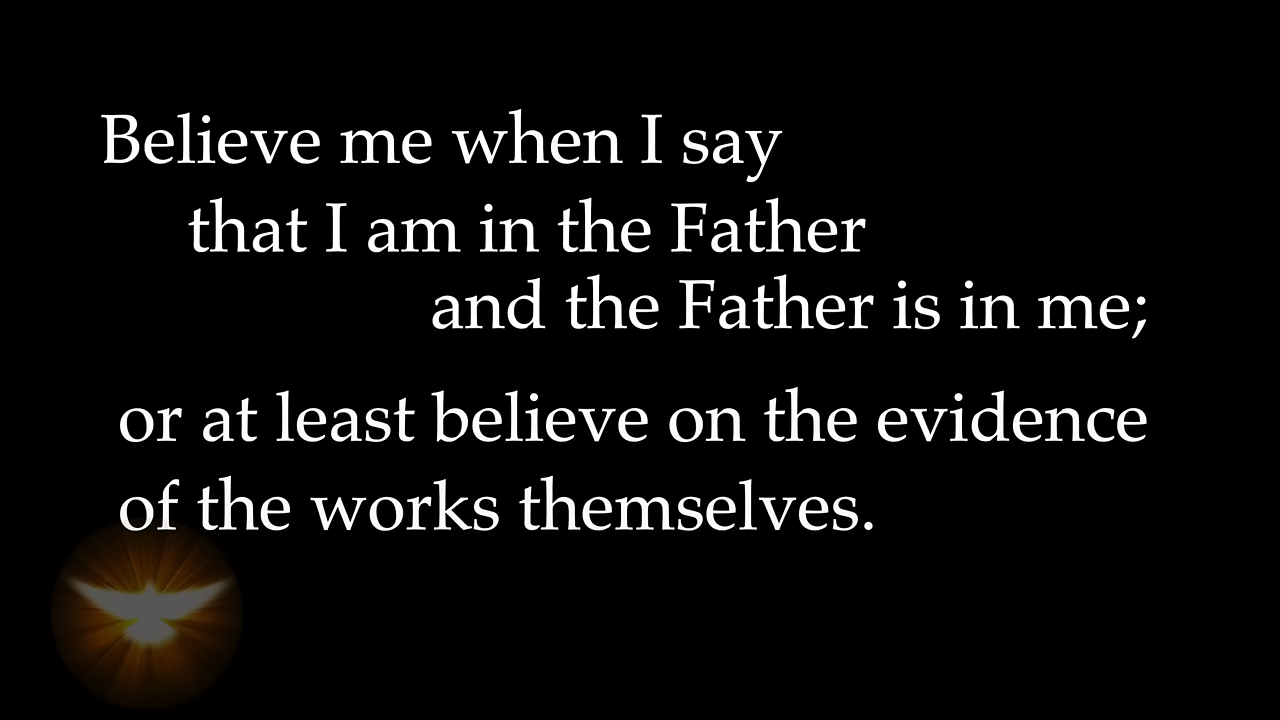 Believe me when I say
that I am in the Father
and the Father is in me;
or at least believe on the evidence
of the works themselves.